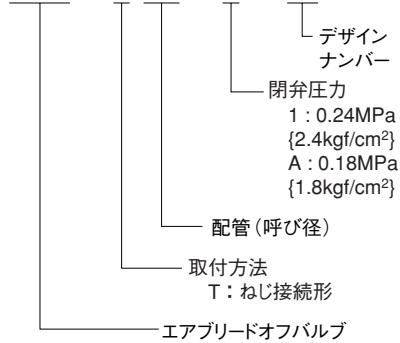 デザイン
ナンバー
閉弁圧力
1 : 0.24MPa
{2.4kgf/cm²}
A : 0.18MPa
{1.8kgf/cm²}
配管（呼び径）
取付方法
T：ねじ接続形
エアブリードオフバルブ